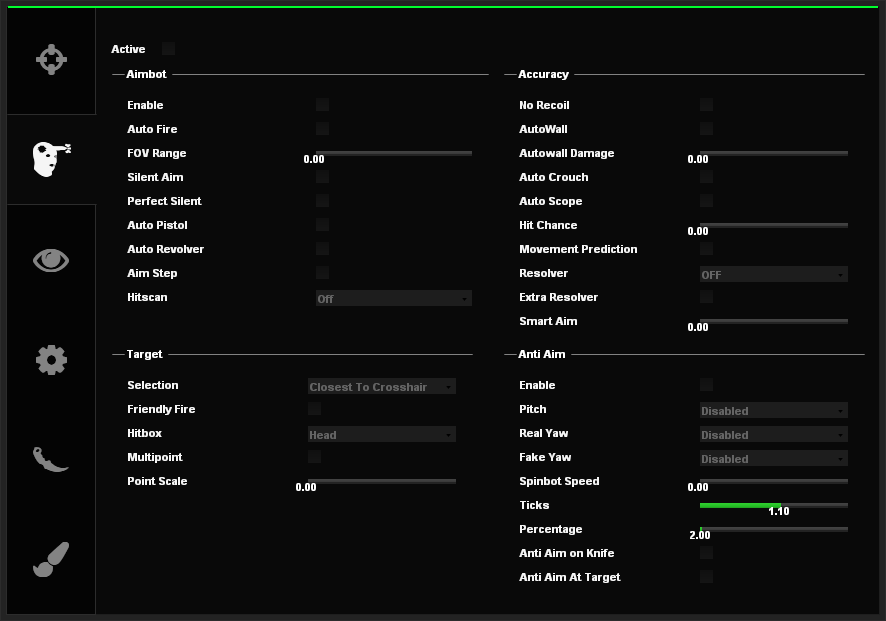 Active
Aimbot
Enable
Auto Fire
FOV Range 0.00
Silent Aim
Perfect Silent
Auto Pistol
Auto Revolver
Aim Step
Hitscan Off
Accuracy
No Recoil
AutoWall
Autowall Damage 0.00
Auto Crouch
Auto Scope
Hit Chance 0.00
Movement Prediction
Resolver OFF
Extra Resolver
Smart Aim 0.00
Target
Selection Closest To Crosshair
Friendly Fire
Hitbox Head
Multipoint
Point Scale 0.00
Anti Aim
Enable
Pitch Disabled
Real Yaw Disabled
Fake Yaw Disabled
Spinbot Speed 0.00
Ticks 1.10
Percentage 2.00
Anti Aim on Knife
Anti Aim At Target